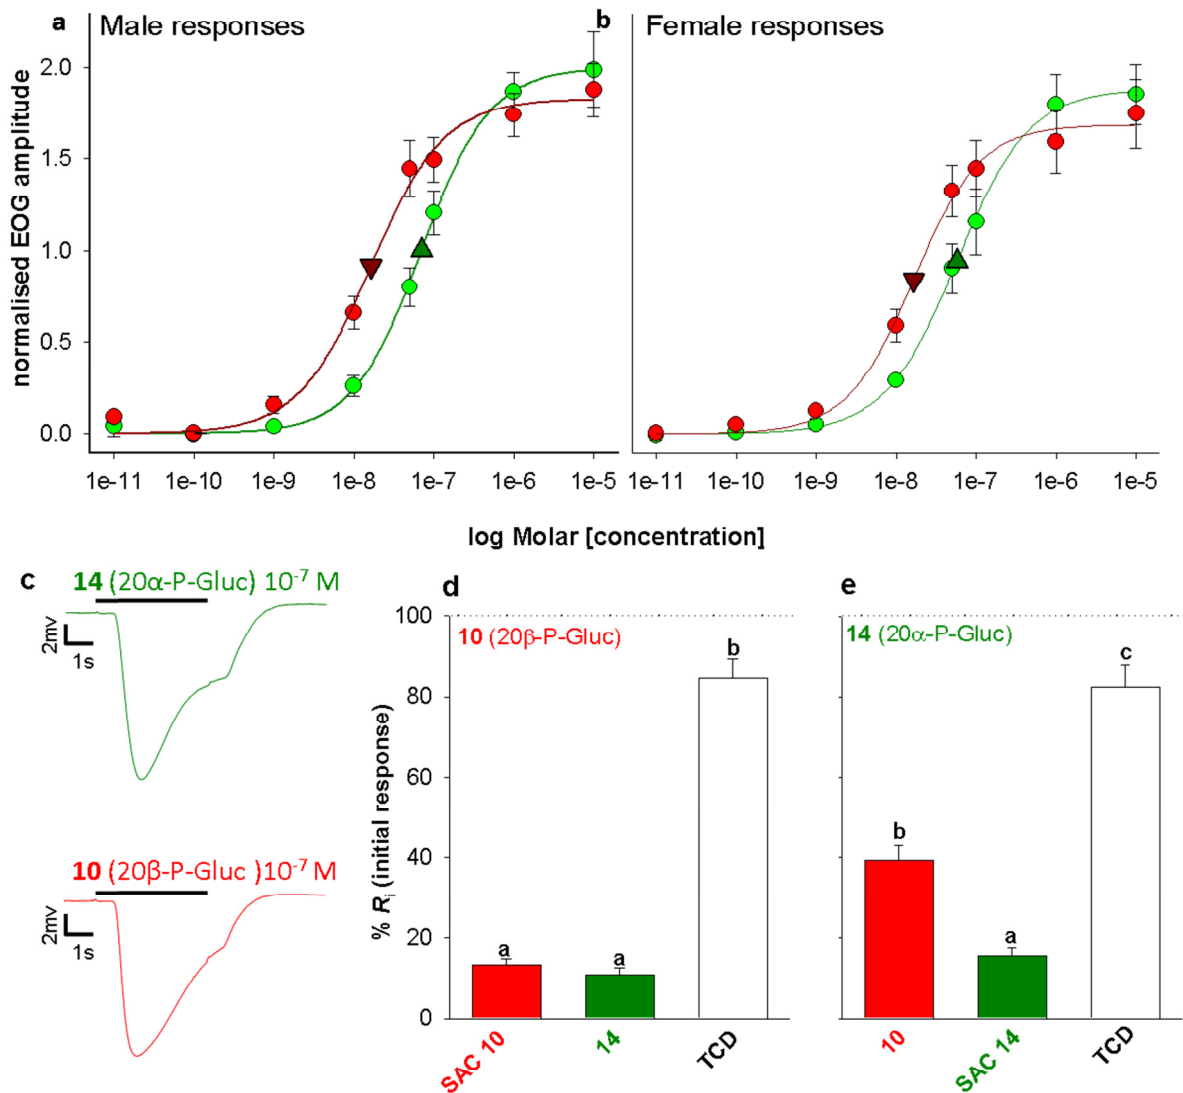 a Male responses
b Female responses
normalised EOG amplitude
2.0
1.5
1.0
0.5
0.0
1e-11 1e-10 1e-9 1e-8 1e-7 1e-6 1e-5
1e-11 1e-10 1e-9 1e-8 1e-7 1e-6 1e-5
log Molar [concentration]
c
14 (20α-P-Gluc) 10⁻⁷ M
2mv
1s
10 (20β-P-Gluc )10⁻⁷ M
2mv
1s
d
10 (20β-P-Gluc)
% Rᵢ (initial response)
100
80
60
40
20
0
a
a
b
SAC 10
14
TCD
e
14 (20α-P-Gluc)
b
a
c
10
SAC 14
TCD